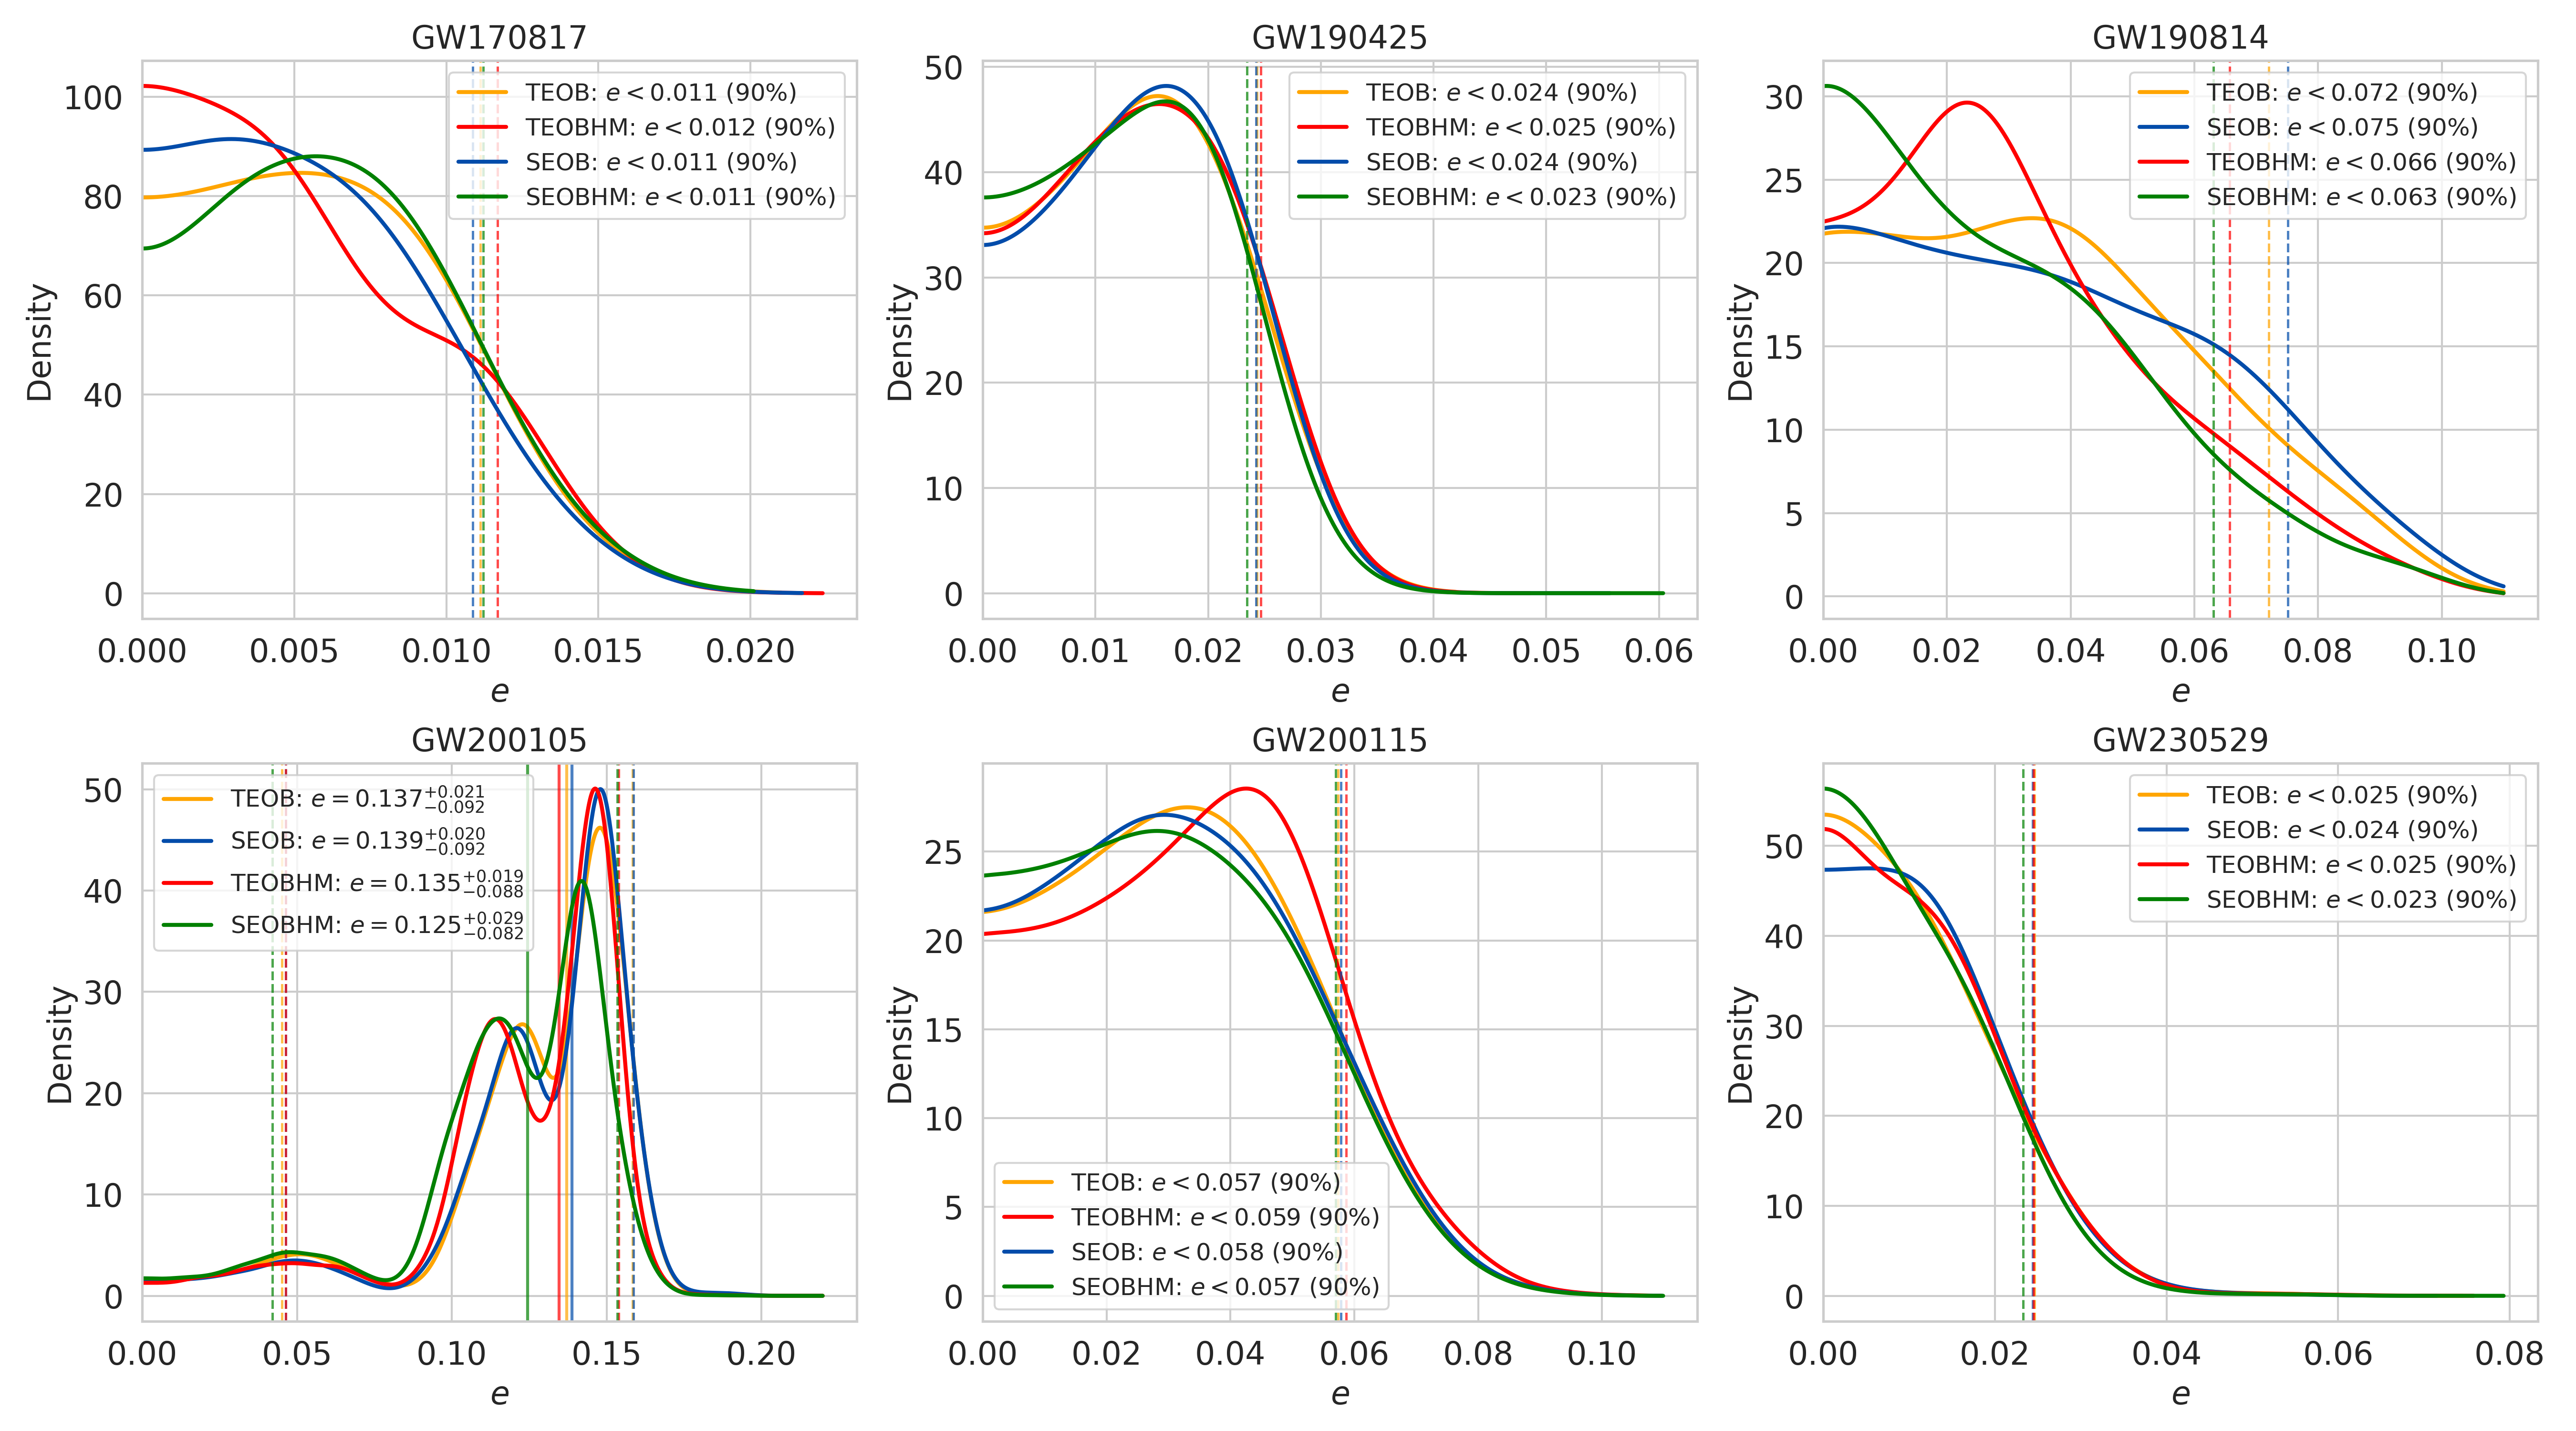 GW170817
Density
100
80
60
40
20
0
TEOB: e < 0.011 (90%)
TEOBHM: e < 0.012 (90%)
SEOB: e < 0.011 (90%)
SEOBHM: e < 0.011 (90%)
0.000 0.005 0.010 0.015 0.020
e
GW190425
Density
50
40
30
20
10
0
TEOB: e < 0.024 (90%)
TEOBHM: e < 0.025 (90%)
SEOB: e < 0.024 (90%)
SEOBHM: e < 0.023 (90%)
0.00 0.01 0.02 0.03 0.04 0.05 0.06
e
GW190814
Density
30
25
20
15
10
5
0
TEOB: e < 0.072 (90%)
SEOB: e < 0.075 (90%)
TEOBHM: e < 0.066 (90%)
SEOBHM: e < 0.063 (90%)
0.00 0.02 0.04 0.06 0.08 0.10
e
GW200105
Density
50
40
30
20
10
0
TEOB: e = 0.137 +0.021 −0.092
SEOB: e = 0.139 +0.020 −0.092
TEOBHM: e = 0.135 +0.019 −0.088
SEOBHM: e = 0.125 +0.029 −0.082
0.00 0.05 0.10 0.15 0.20
e
GW200115
Density
25
20
15
10
5
0
TEOB: e < 0.057 (90%)
TEOBHM: e < 0.059 (90%)
SEOB: e < 0.058 (90%)
SEOBHM: e < 0.057 (90%)
0.00 0.02 0.04 0.06 0.08 0.10
e
GW230529
Density
50
40
30
20
10
0
TEOB: e < 0.025 (90%)
SEOB: e < 0.024 (90%)
TEOBHM: e < 0.025 (90%)
SEOBHM: e < 0.023 (90%)
0.00 0.02 0.04 0.06 0.08
e